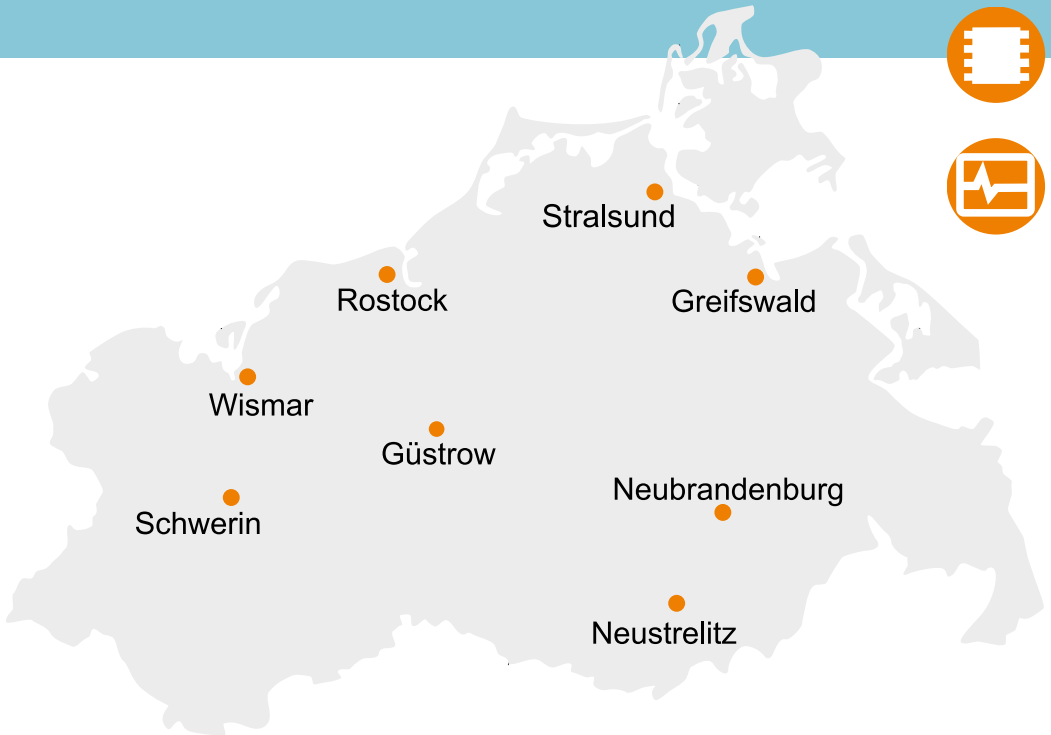 Stralsund
Rostock
Greifswald
Wismar
Güstrow
Neubrandenburg
Schwerin
Neustrelitz